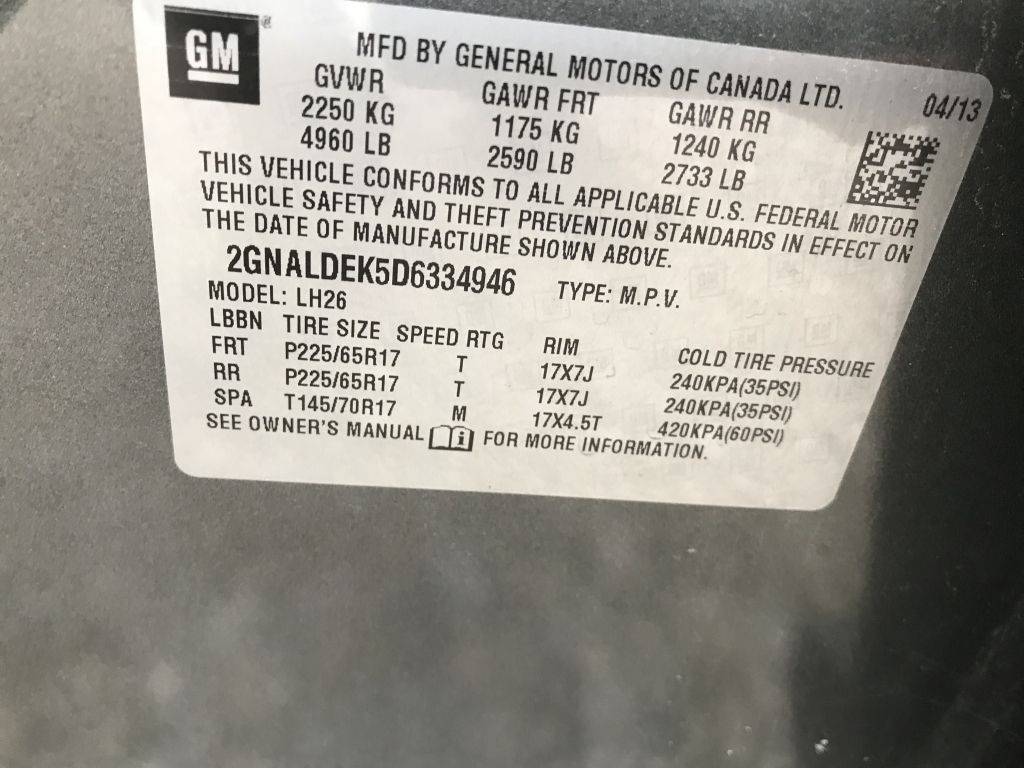 GM®
MFD BY GENERAL MOTORS OF CANADA LTD.
04/13
GVWR GAWR FRT GAWR RR
2250 KG 1175 KG 1240 KG
4960 LB 2590 LB 2733 LB
THIS VEHICLE CONFORMS TO ALL APPLICABLE U.S. FEDERAL MOTOR
VEHICLE SAFETY AND THEFT PREVENTION STANDARDS IN EFFECT ON
THE DATE OF MANUFACTURE SHOWN ABOVE.
2GNALDEK5D6334946 TYPE: M.P.V.
MODEL: LH26
LBBN TIRE SIZE SPEED RTG RIM COLD TIRE PRESSURE
FRT P225/65R17 T 17X7J 240KPA(35PSI)
RR P225/65R17 T 17X7J 240KPA(35PSI)
SPA T145/70R17 M 17X4.5T 420KPA(60PSI)
SEE OWNER'S MANUAL i FOR MORE INFORMATION.